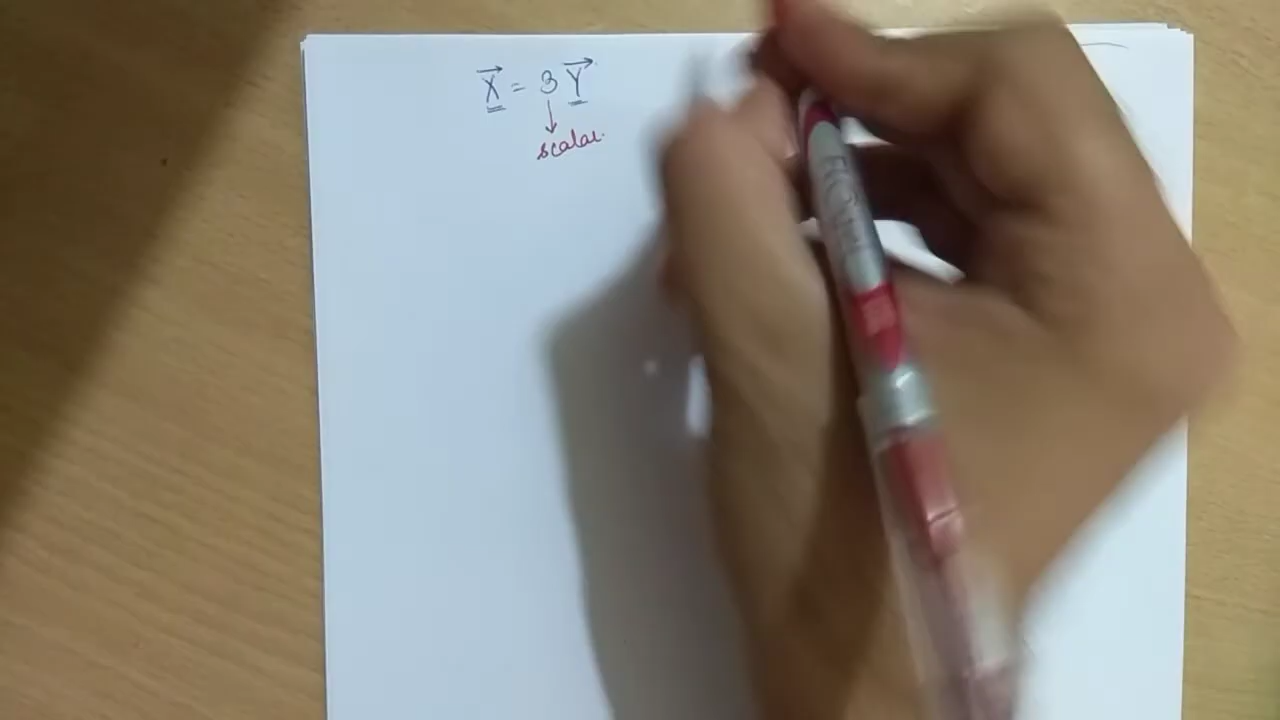 X⃗ = 3 Y⃗
↓
scalar.